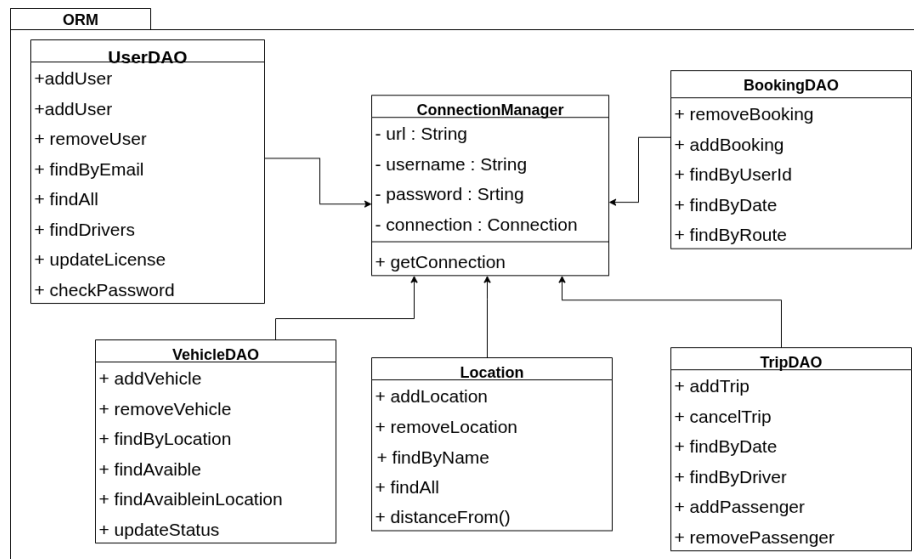 ORM
UserDAO
+addUser
+addUser
+ removeUser
+ findByEmail
+ findAll
+ findDrivers
+ updateLicense
+ checkPassword
ConnectionManager
- url : String
- username : String
- password : Srting
- connection : Connection
+ getConnection
BookingDAO
+ removeBooking
+ addBooking
+ findByUserId
+ findByDate
+ findByRoute
VehicleDAO
+ addVehicle
+ removeVehicle
+ findByLocation
+ findAvaible
+ findAvaibleinLocation
+ updateStatus
Location
+ addLocation
+ removeLocation
+ findByName
+ findAll
+ distanceFrom()
TripDAO
+ addTrip
+ cancelTrip
+ findByDate
+ findByDriver
+ addPassenger
+ removePassenger